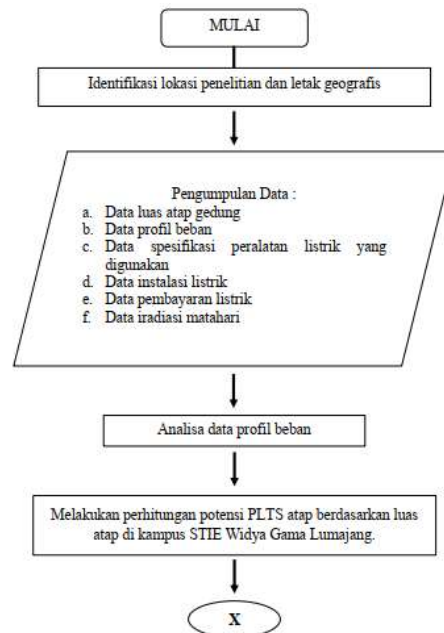 MULAI
Identifikasi lokasi penelitian dan letak geografis
Pengumpulan Data :
a. Data luas atap gedung
b. Data profil beban
c. Data spesifikasi peralatan listrik yang
digunakan
d. Data instalasi listrik
e. Data pembayaran listrik
f. Data iradiasi matahari
Analisa data profil beban
Melakukan perhitungan potensi PLTS atap berdasarkan luas
atap di kampus STIE Widya Gama Lumajang.
X